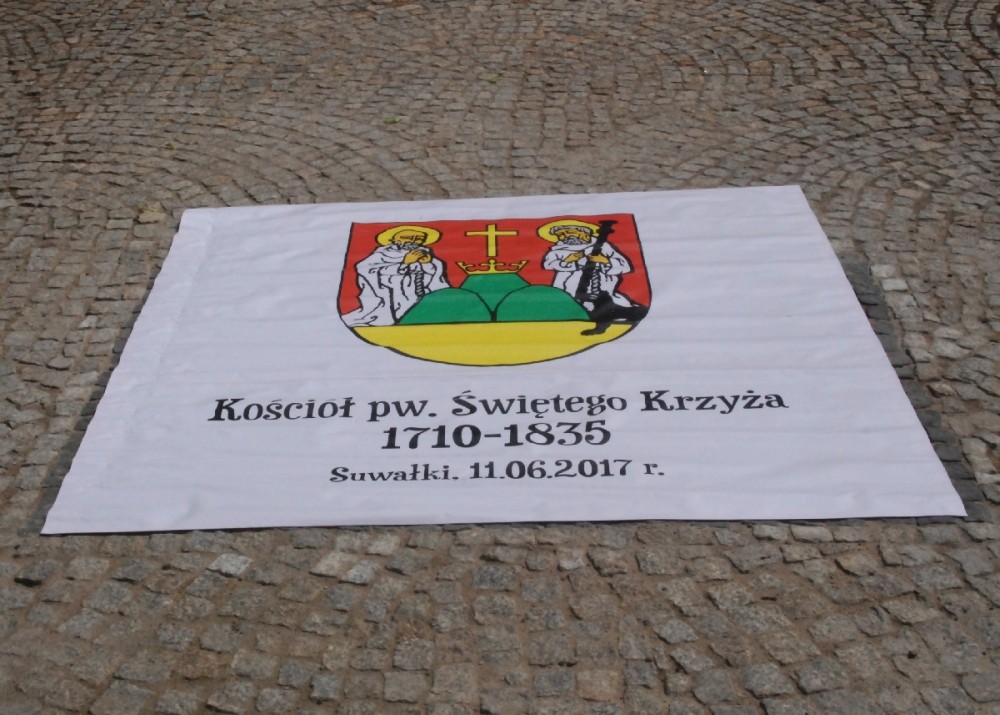 Kościół pw. Świętego Krzyża
1710-1835
Suwałki, 11.06.2017 r.